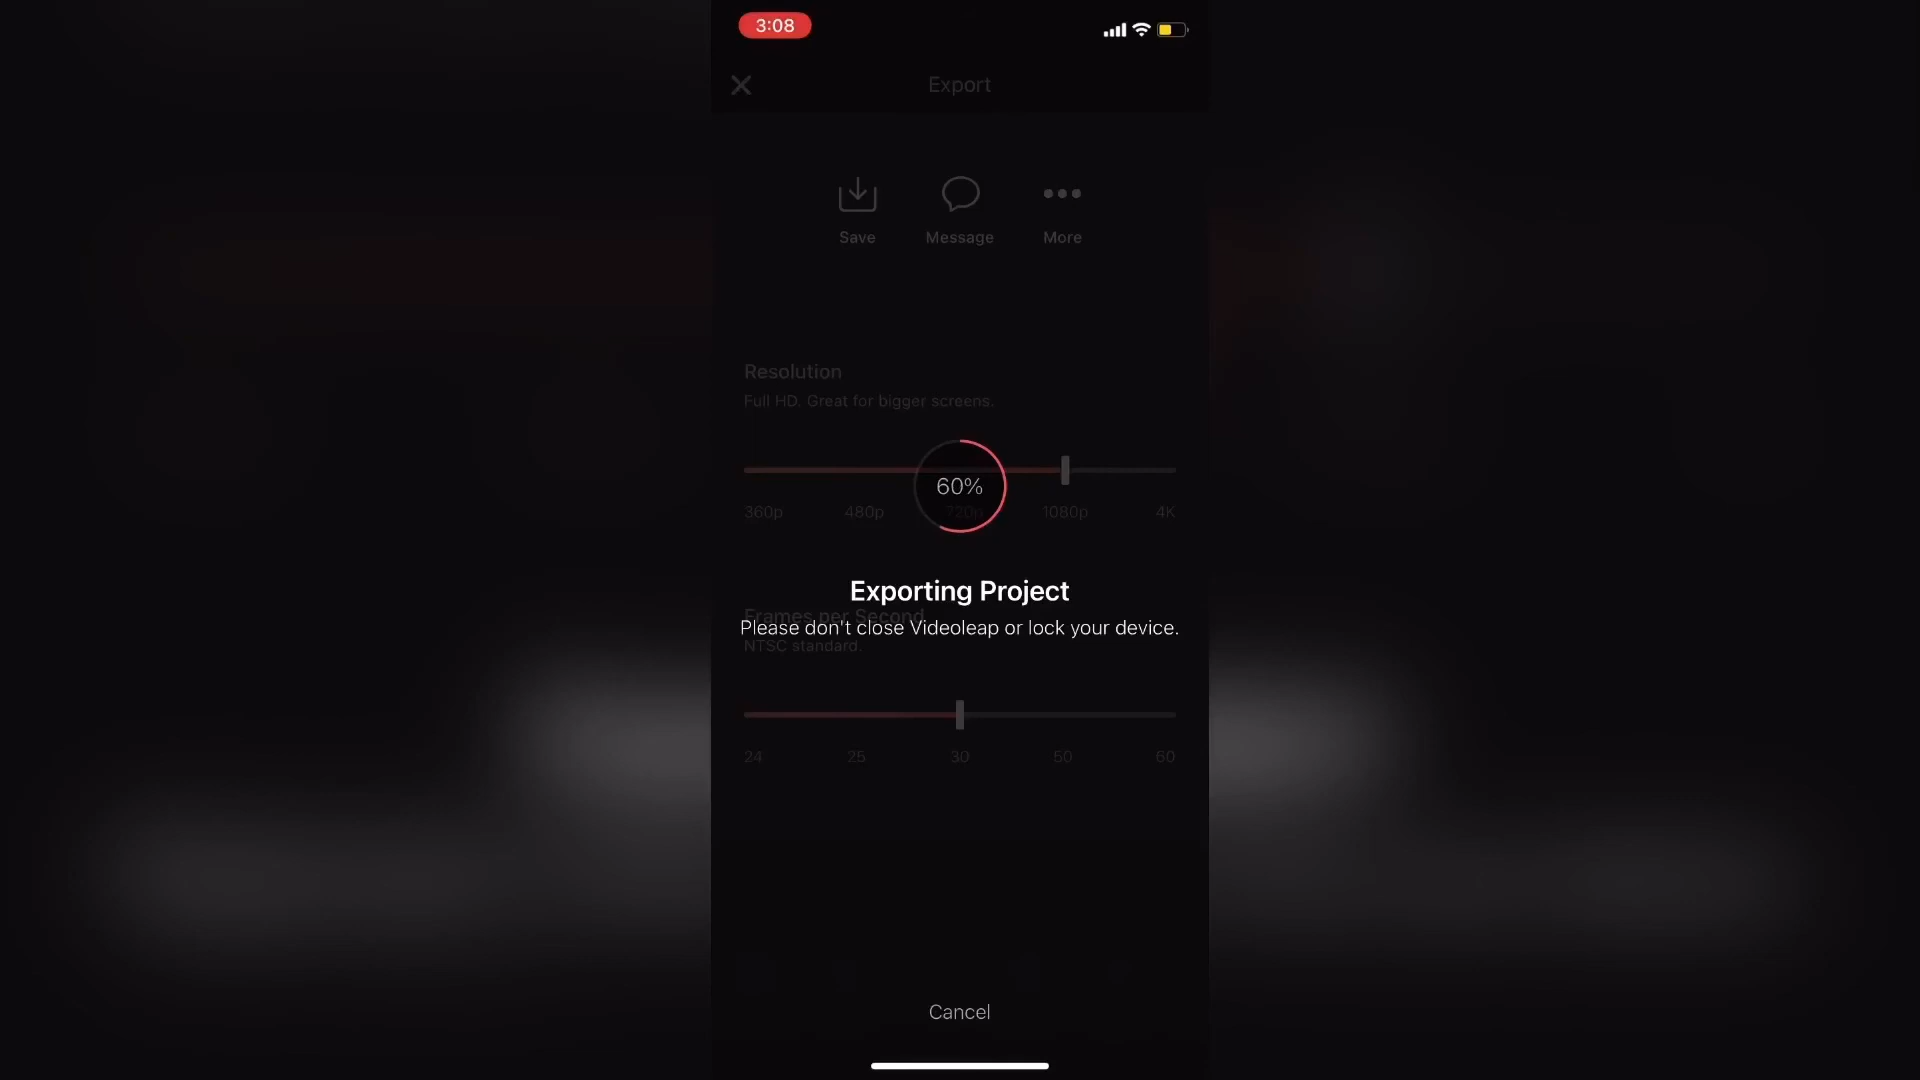 3:08
Export
Save
Message
More
Resolution
Full HD. Great for bigger screens.
60%
360p
480p
720p
1080p
4K
Exporting Project
Frames per Second
Please don't close Videoleap or lock your device.
NTSC standard.
24
25
30
50
60
Cancel